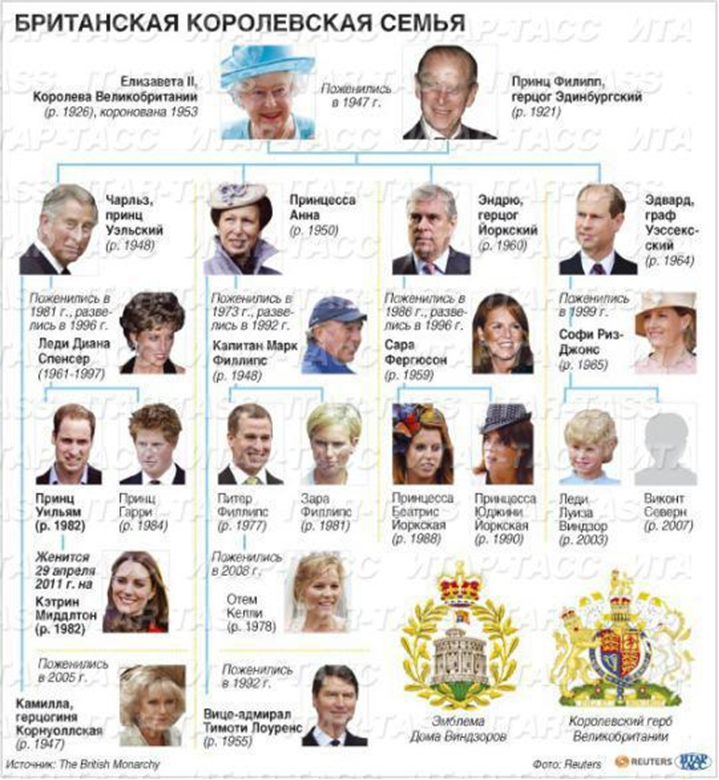 БРИТАНСКАЯ КОРОЛЕВСКАЯ СЕМЬЯ
Елизавета II,
Королева Великобритании
(р. 1926), коронована 1953
Поженились
в 1947 г.
Принц Филипп,
герцог Эдинбургский
(р. 1921)
Чарльз,
принц
Уэльский
(р. 1948)
Принцесса
Анна
(р. 1950)
Эндрю,
герцог
Йоркский
(р. 1960)
Эдвард,
граф
Уэссекс-
ский
(р. 1964)
Поженились в
1981 г., разве-
лись в 1996 г.
Леди Диана
Спенсер
(1961-1997)
Поженились в
1973 г., разве-
лись в 1992 г.
Капитан Марк
Филлипс
(р. 1948)
Поженились в
1986 г., разве-
лись в 1996 г.
Сара
Фергюсон
(р. 1959)
Поженились
в 1999 г.
Софи Риз-
Джонс
(р. 1965)
Принц
Уильям
(р. 1982)
Принц
Гарри
(р. 1984)
Питер
Филлипс
(р. 1977)
Зара
Филлипс
(р. 1981)
Принцесса
Беатрис
Йоркская
(р. 1988)
Принцесса
Юджини
Йоркская
(р. 1990)
Леди
Луиза
Виндзор
(р. 2003)
Виконт
Северн
(р. 2007)
Женится
29 апреля
2011 г. на
Кэтрин
Миддлтон
(р. 1982)
Поженились
в 2008 г.
Отем
Келли
(р. 1978)
Поженились
в 2005 г.
Камилла,
герцогиня
Корнуоллская
(р. 1947)
Поженились
в 1992 г.
Вице-адмирал
Тимоти Лоуренс
(р. 1955)
Эмблема
Дома Виндзоров
Королевский герб
Великобритании
Источник: The British Monarchy
Фото: Reuters
REUTERS
ИТАР
ТАСС